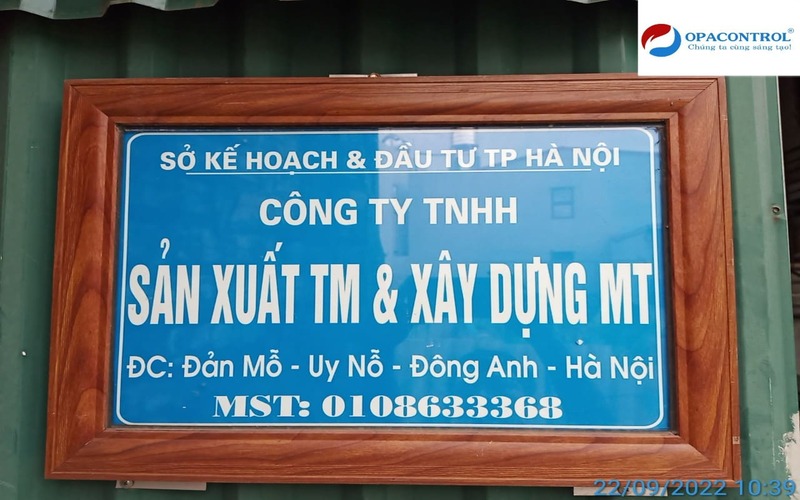 OPACONTROL®
Chúng ta cùng sáng tạo!
SỞ KẾ HOẠCH & ĐẦU TƯ TP HÀ NỘI
CÔNG TY TNHH
SẢN XUẤT TM & XÂY DỰNG MT
ĐC: Đản Mỗ - Uy Nỗ - Đông Anh - Hà Nội
MST: 0108633368
22/09/2022 10:39